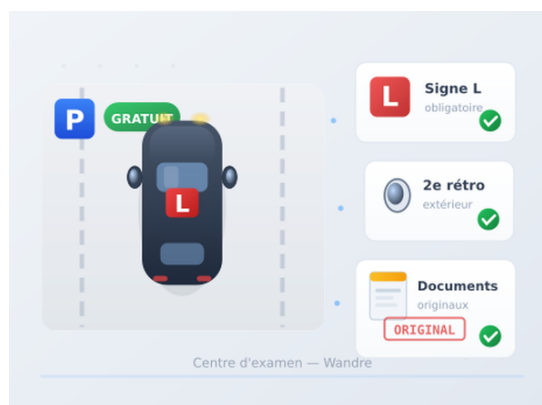 P
GRATUIT
L
L
Signe L
obligatoire
2e rétro
extérieur
Documents
originaux
ORIGINAL
Centre d'examen — Wandre